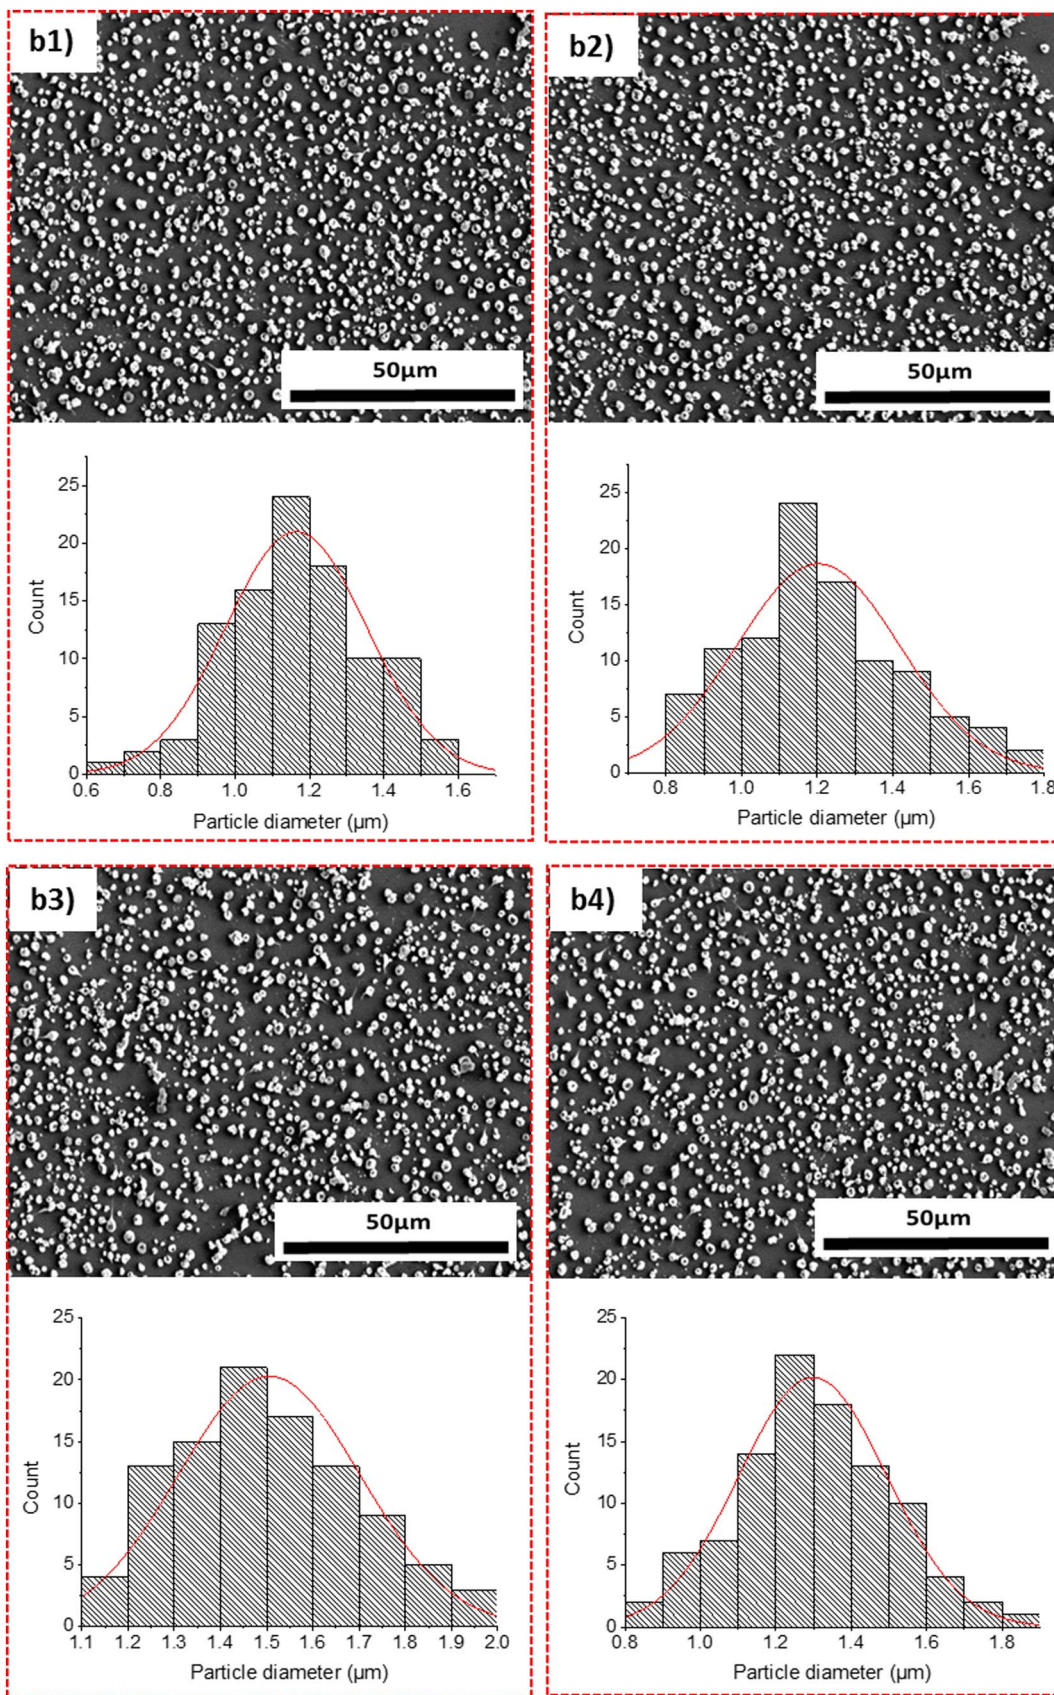 b1)
50µm
25
20
15
10
5
0
Count
0.6 0.8 1.0 1.2 1.4 1.6
Particle diameter (µm)
b2)
50µm
25
20
15
10
5
0
Count
0.8 1.0 1.2 1.4 1.6 1.8
Particle diameter (µm)
b3)
50µm
25
20
15
10
5
0
Count
1.1 1.2 1.3 1.4 1.5 1.6 1.7 1.8 1.9 2.0
Particle diameter (µm)
b4)
50µm
25
20
15
10
5
0
Count
0.8 1.0 1.2 1.4 1.6 1.8
Particle diameter (µm)